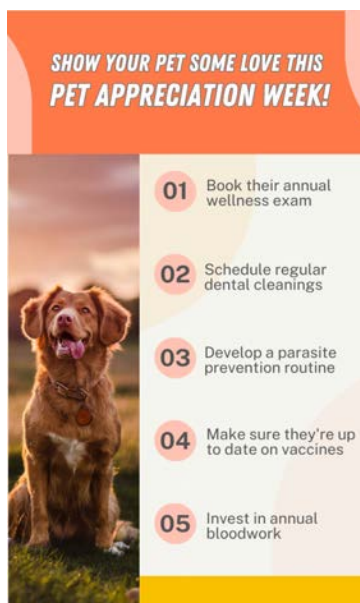 SHOW YOUR PET SOME LOVE THIS
PET APPRECIATION WEEK!
01
Book their annual
wellness exam
02
Schedule regular
dental cleanings
03
Develop a parasite
prevention routine
04
Make sure they're up
to date on vaccines
05
Invest in annual
bloodwork